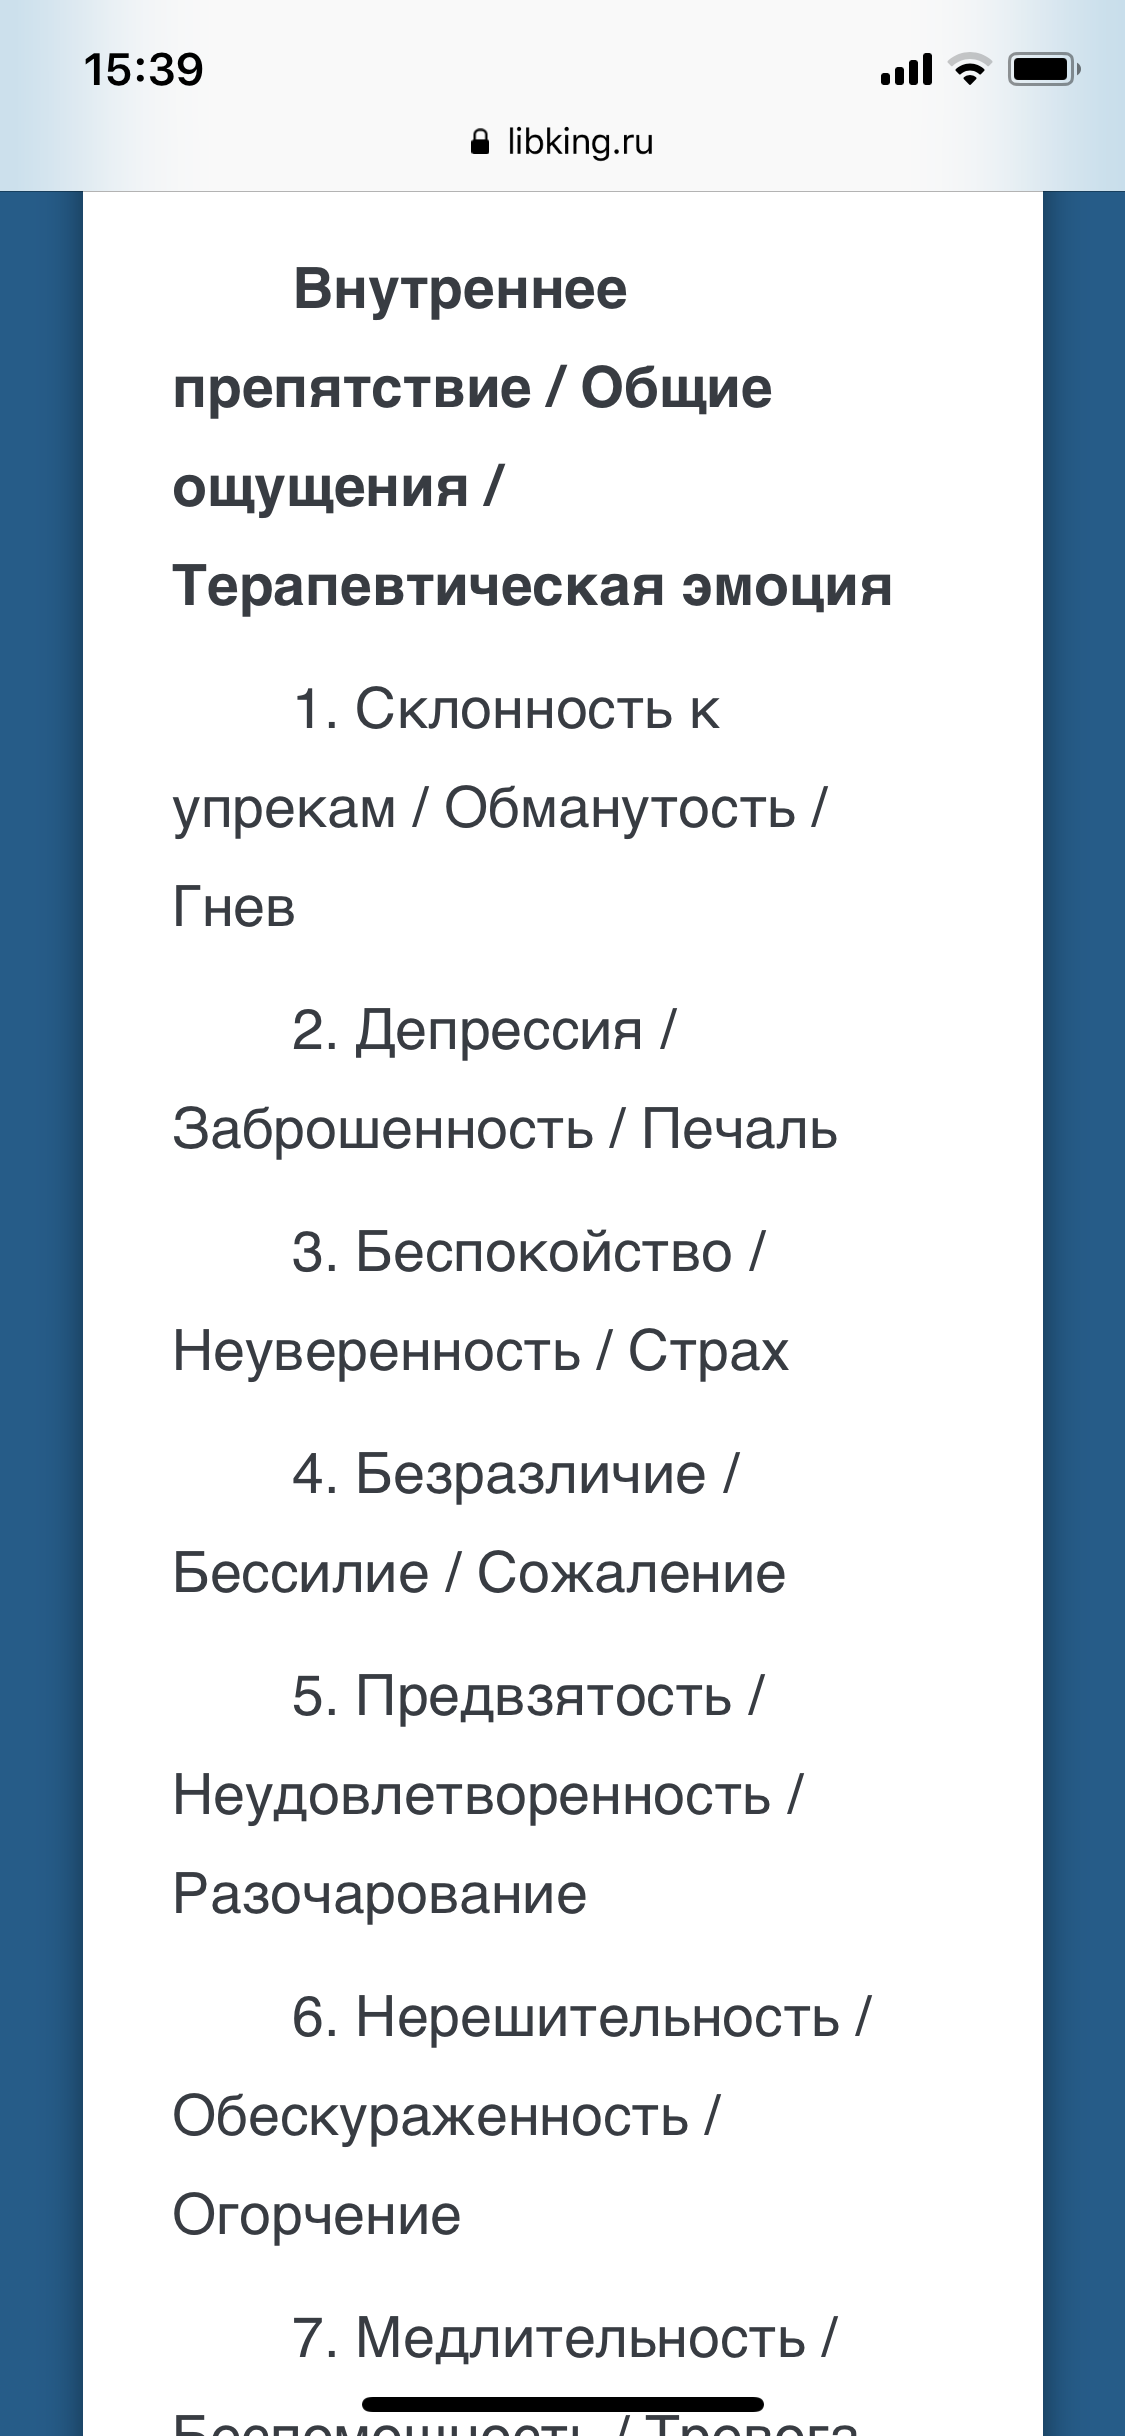 15:39
libking.ru
Внутреннее
препятствие / Общие
ощущения /
Терапевтическая эмоция
1. Склонность к
упрекам / Обманутость /
Гнев
2. Депрессия /
Заброшенность / Печаль
3. Беспокойство /
Неуверенность / Страх
4. Безразличие /
Бессилие / Сожаление
5. Предвзятость /
Неудовлетворенность /
Разочарование
6. Нерешительность /
Обескураженность /
Огорчение
7. Медлительность /
Беспомощность / Тревога